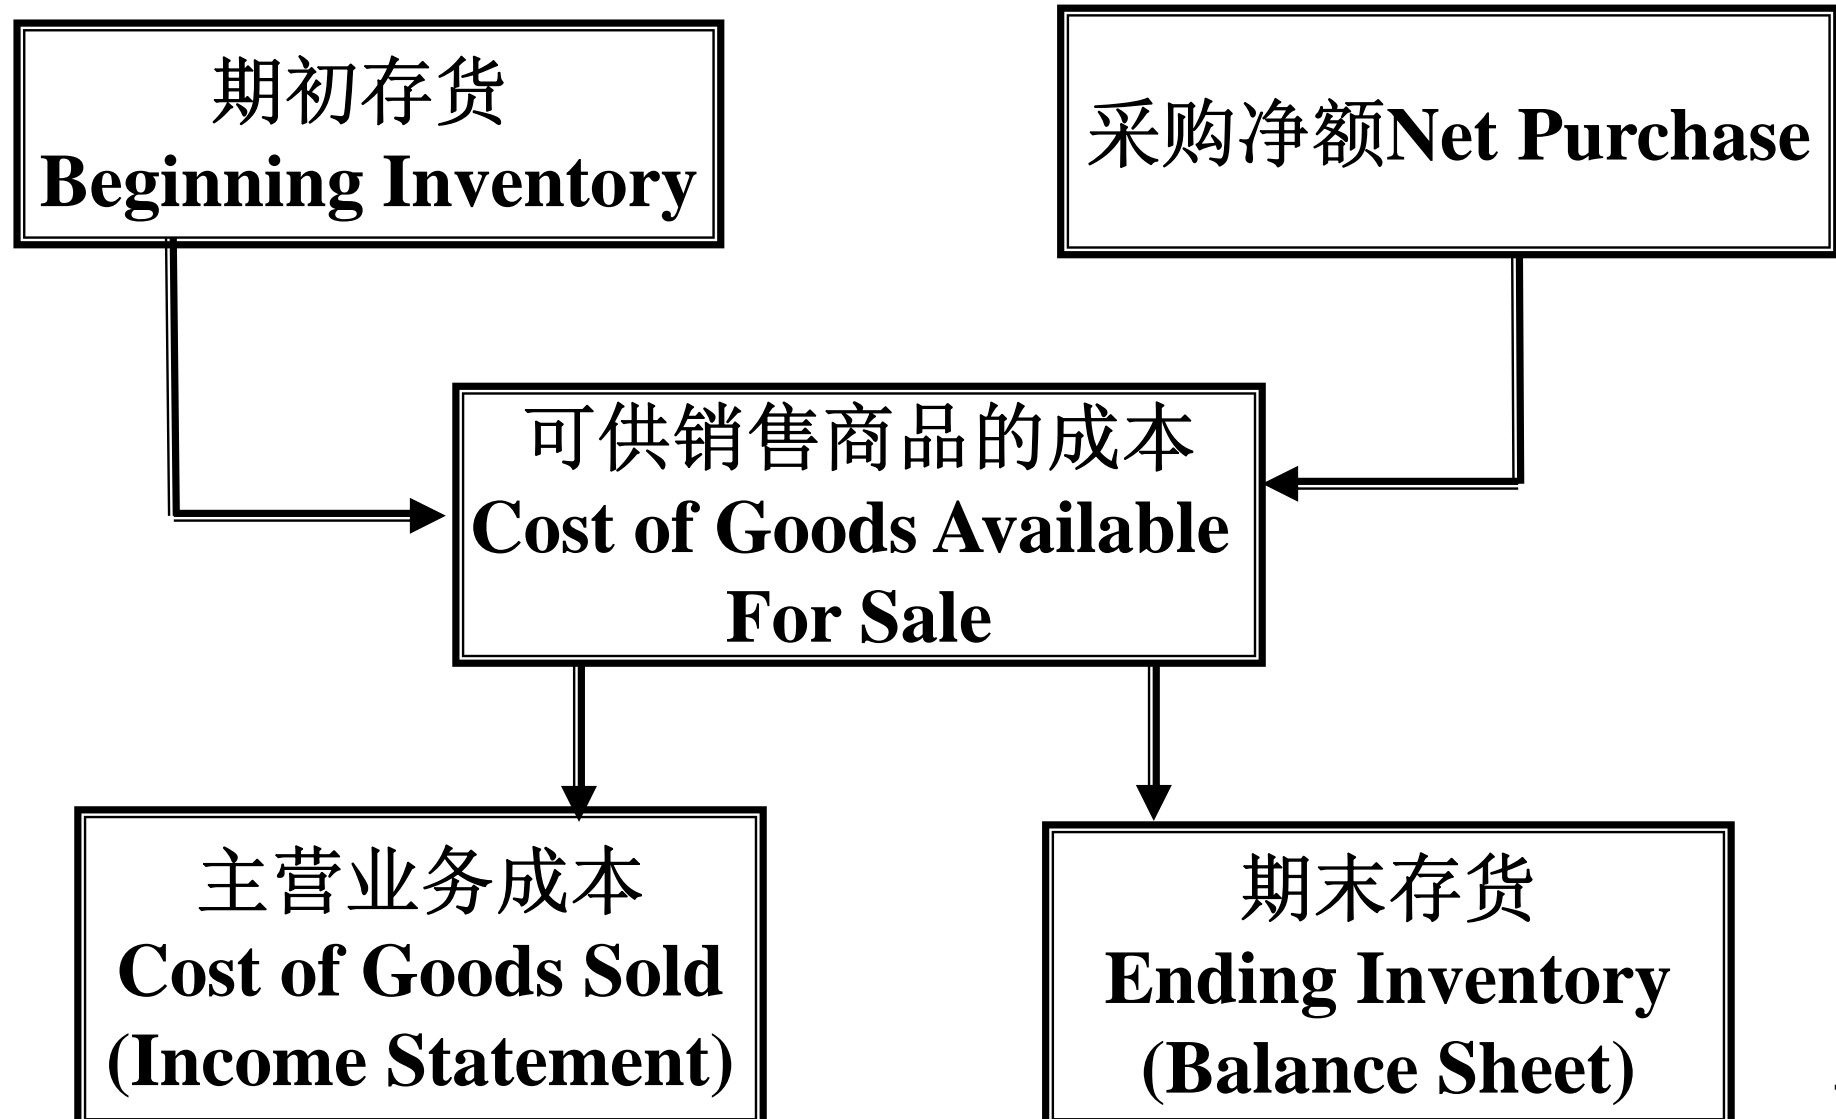 期初存货
Beginning Inventory
采购净额Net Purchase
可供销售商品的成本
Cost of Goods Available
For Sale
主营业务成本
Cost of Goods Sold
(Income Statement)
期末存货
Ending Inventory
(Balance Sheet)